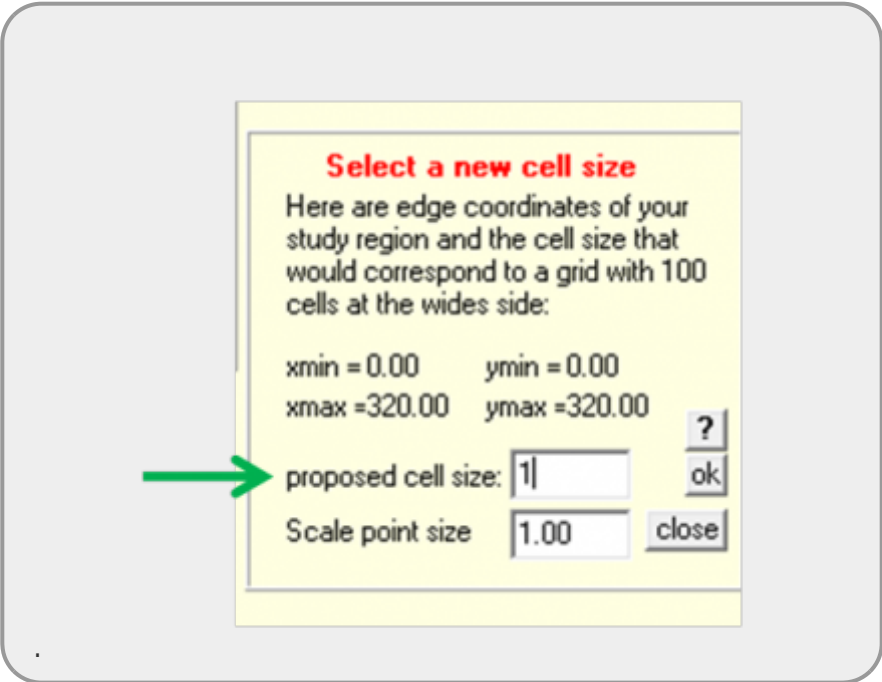 Select a new cell size
Here are edge coordinates of your
study region and the cell size that
would correspond to a grid with 100
cells at the wides side:
xmin = 0.00 ymin = 0.00
xmax =320.00 ymax =320.00
?
proposed cell size: 1 ok
Scale point size 1.00 close
.